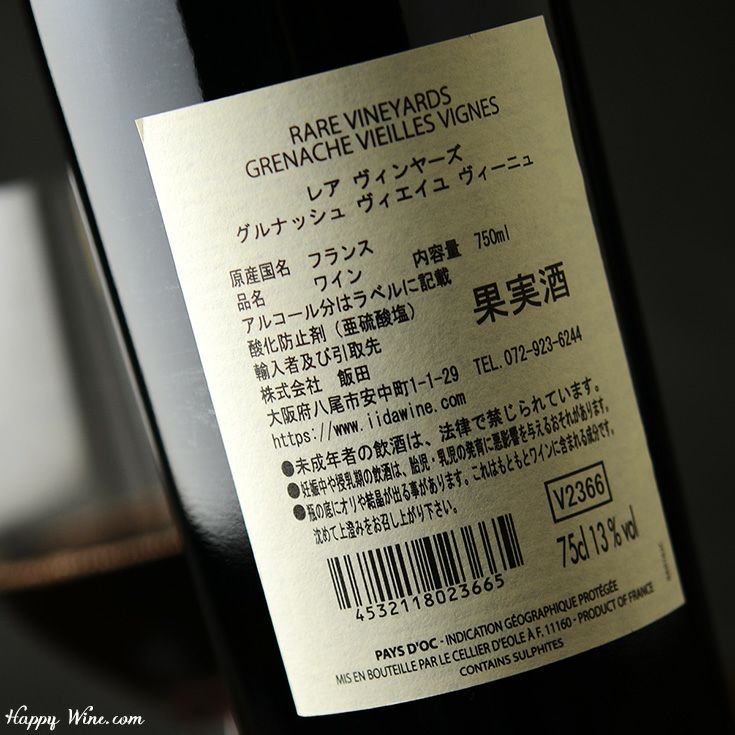 RARE VINEYARDS
GRENACHE VIEILLES VIGNES
レア ヴィンヤーズ
グルナッシュ ヴィエイユ ヴィーニュ
原産国名 フランス 内容量 750ml
品名 ワイン
アルコール分はラベルに記載
酸化防止剤（亜硫酸塩） 果実酒
輸入者及び引取先
株式会社 飯田
大阪府八尾市安中町1-1-29 TEL.072-923-6244
https://www.iidawine.com
●未成年者の飲酒は、法律で禁じられています。
●妊娠中や授乳期の飲酒は、胎児・乳児の発育に悪影響を与えるおそれがあります。
●瓶の底にオリや結晶が出る事があります。これはもともとワインに含まれる成分です。
沈めて上澄みをお召し上がり下さい。
V2366
75cl 13% vol
4532118023665
PAYS D'OC - INDICATION GÉOGRAPHIQUE PROTÉGÉE
MIS EN BOUTEILLE PAR LE CELLIER D'EOLE À F. 11160 - PRODUCT OF FRANCE
CONTAINS SULPHITES
Happy Wine.com